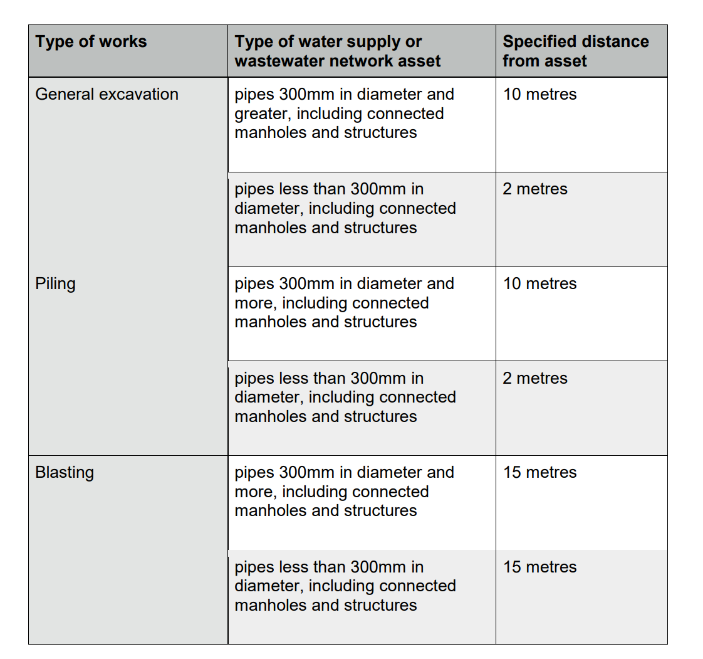 Type of works
Type of water supply or
wastewater network asset
Specified distance
from asset
General excavation
pipes 300mm in diameter and
greater, including connected
manholes and structures
10 metres
pipes less than 300mm in
diameter, including connected
manholes and structures
2 metres
Piling
pipes 300mm in diameter and
more, including connected
manholes and structures
10 metres
pipes less than 300mm in
diameter, including connected
manholes and structures
2 metres
Blasting
pipes 300mm in diameter and
more, including connected
manholes and structures
15 metres
pipes less than 300mm in
diameter, including connected
manholes and structures
15 metres